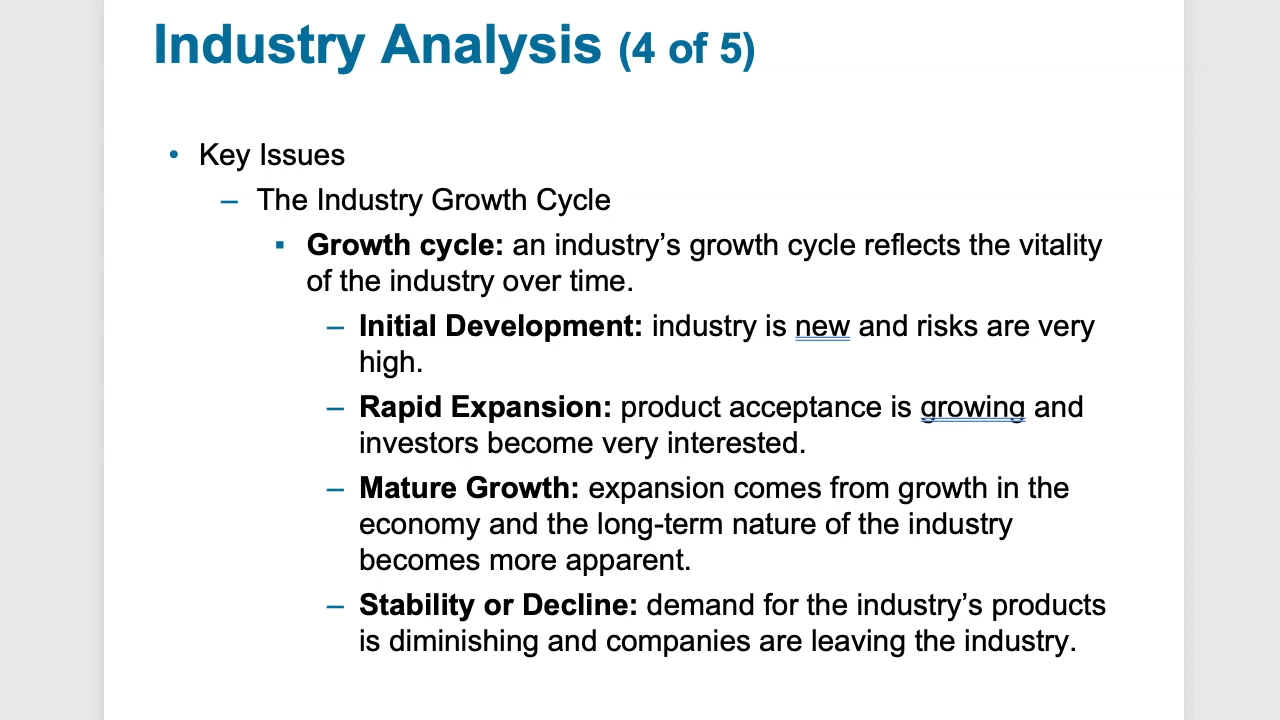 Industry Analysis (4 of 5)
• Key Issues
– The Industry Growth Cycle
▪ Growth cycle: an industry’s growth cycle reflects the vitality
of the industry over time.
– Initial Development: industry is new and risks are very
high.
– Rapid Expansion: product acceptance is growing and
investors become very interested.
– Mature Growth: expansion comes from growth in the
economy and the long-term nature of the industry
becomes more apparent.
– Stability or Decline: demand for the industry’s products
is diminishing and companies are leaving the industry.